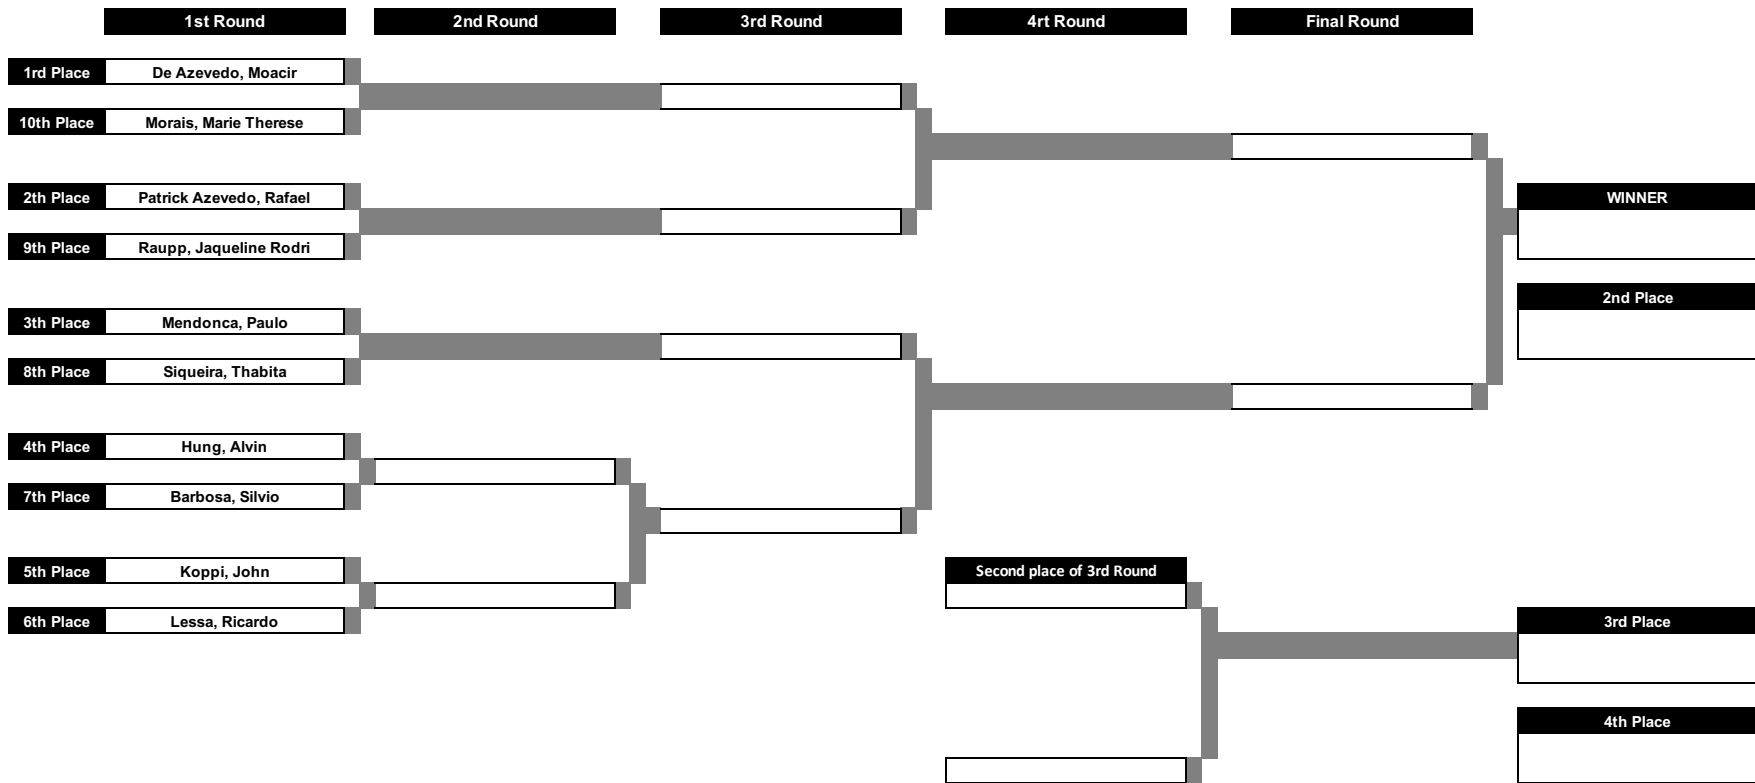 1st Round 2nd Round 3rd Round 4rt Round Final Round
1rd Place De Azevedo, Moacir
10th Place Morais, Marie Therese
2th Place Patrick Azevedo, Rafael WINNER
9th Place Raupp, Jaqueline Rodri
2nd Place
3th Place Mendonca, Paulo
8th Place Siqueira, Thabita
4th Place Hung, Alvin
7th Place Barbosa, Silvio
5th Place Koppi, John Second place of 3rd Round
6th Place Lessa, Ricardo 3rd Place
4th Place